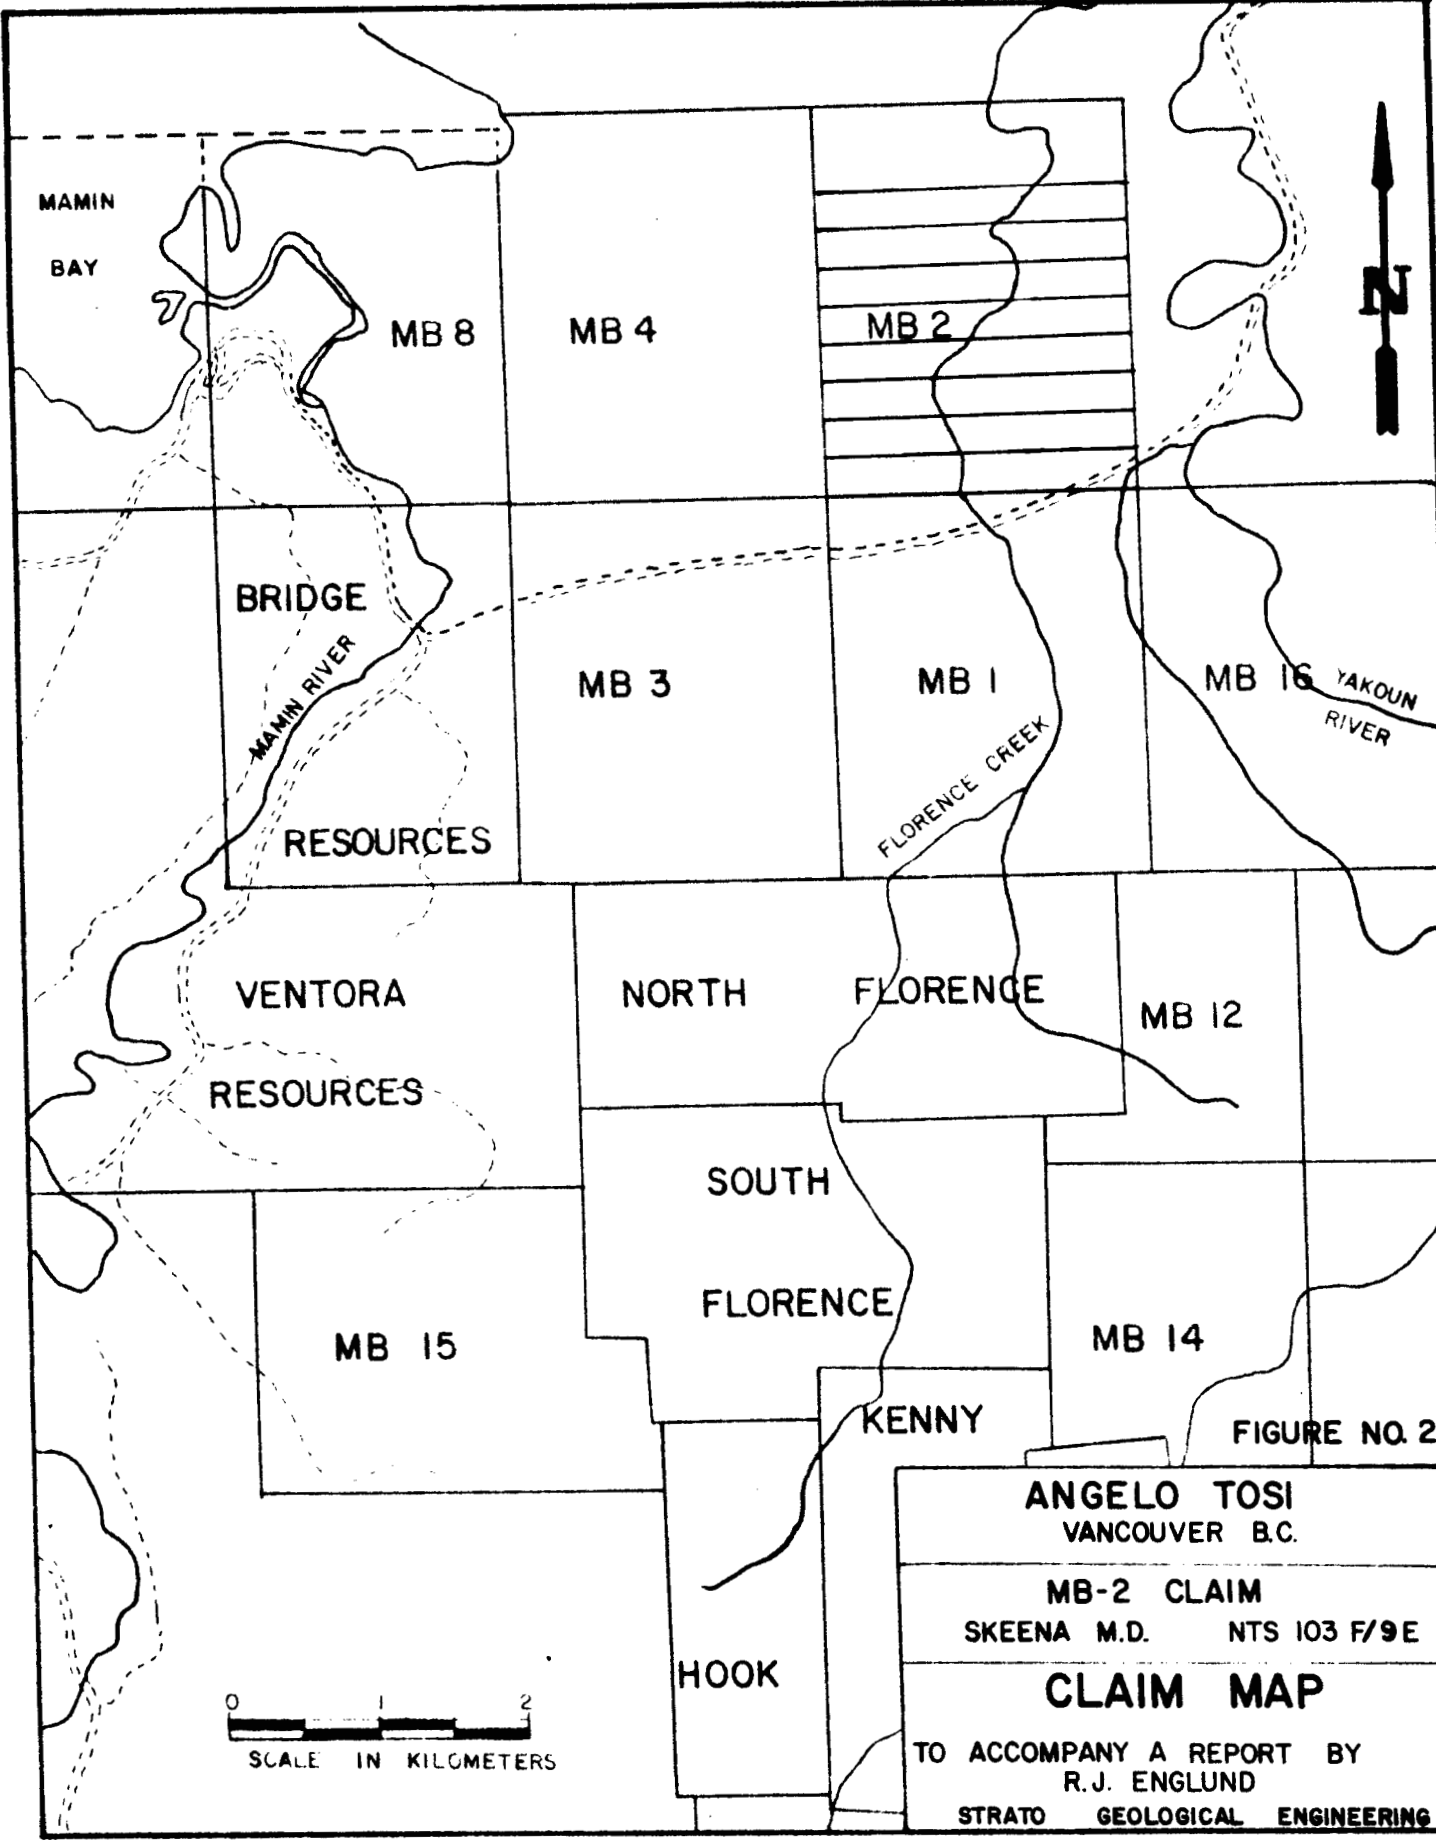 MAMIN
BAY
N
MB 8
MB 4
MB 2
BRIDGE
RESOURCES
MAMIN RIVER
MB 3
MB 1
MB 16
YAKOUN
RIVER
FLORENCE CREEK
VENTORA
RESOURCES
NORTH FLORENCE
MB 12
SOUTH
FLORENCE
MB 15
MB 14
KENNY
HOOK
FIGURE NO. 2
ANGELO TOSI
VANCOUVER B.C.
MB-2 CLAIM
SKEENA M.D. NTS 103 F/9E
CLAIM MAP
TO ACCOMPANY A REPORT BY
R.J. ENGLUND
STRATO GEOLOGICAL ENGINEERING
0 1 2
SCALE IN KILOMETERS